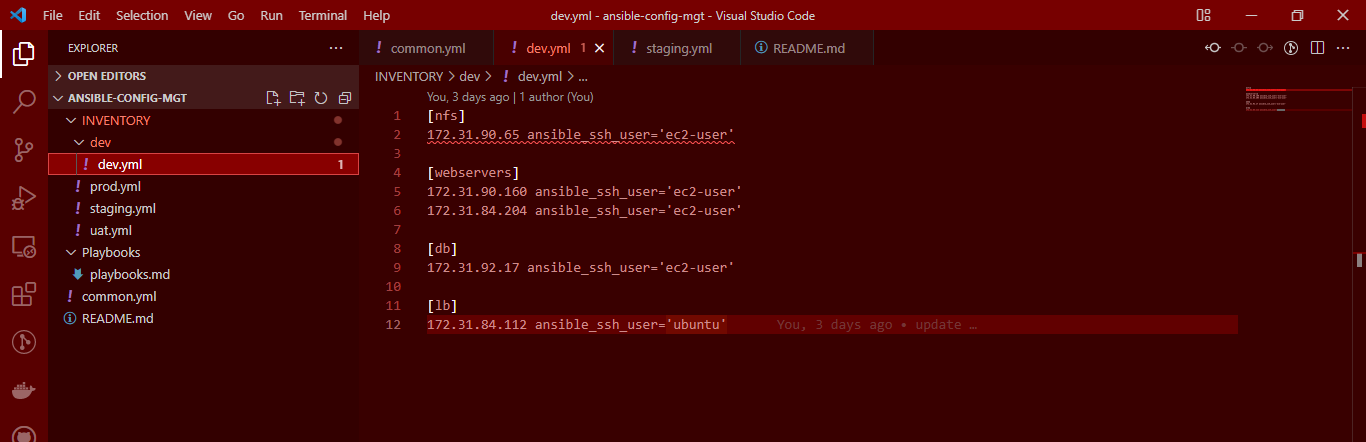 File Edit Selection View Go Run Terminal Help
dev.yml - ansible-config-mgt - Visual Studio Code
EXPLORER
OPEN EDITORS
ANSIBLE-CONFIG-MGT
INVENTORY
dev
dev.yml 1
prod.yml
staging.yml
uat.yml
Playbooks
playbooks.md
common.yml
README.md
common.yml dev.yml 1 staging.yml README.md
INVENTORY > dev > dev.yml > ...
You, 3 days ago | 1 author (You)
1 [nfs]
2 172.31.90.65 ansible_ssh_user='ec2-user'
3
4 [webservers]
5 172.31.90.160 ansible_ssh_user='ec2-user'
6 172.31.84.204 ansible_ssh_user='ec2-user'
7
8 [db]
9 172.31.92.17 ansible_ssh_user='ec2-user'
10
11 [lb]
12 172.31.84.112 ansible_ssh_user='ubuntu' You, 3 days ago • update …